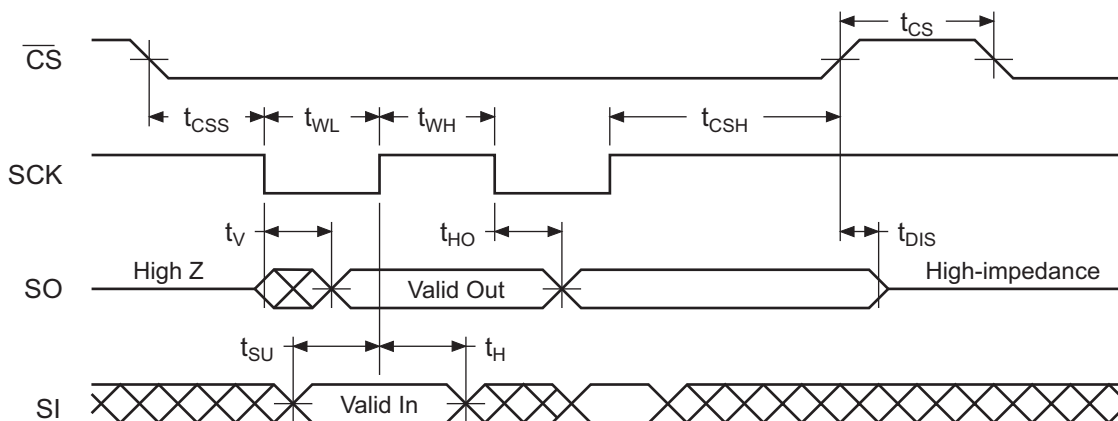 C̅S̅ t_CS
t_CSS t_WL t_WH t_CSH
SCK
t_V t_HO t_DIS
SO High Z Valid Out High-impedance
t_SU t_H
SI Valid In